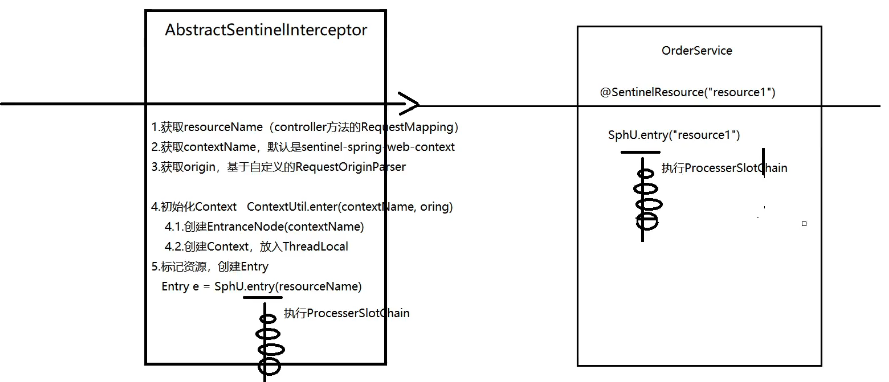 AbstractSentinelInterceptor
1.获取resourceName（controller方法的RequestMapping）
2.获取contextName，默认是sentinel-spring-web-context
3.获取origin，基于自定义的RequestOriginParser
4.初始化Context ContextUtil.enter(contextName, oring)
4.1.创建EntranceNode(contextName)
4.2.创建Context，放入ThreadLocal
5.标记资源，创建Entry
Entry e = SphU.entry(resourceName)
执行ProcesserSlotChain
OrderService
@SentinelResource("resource1")
SphU.entry("resource1")
执行ProcesserSlotChain